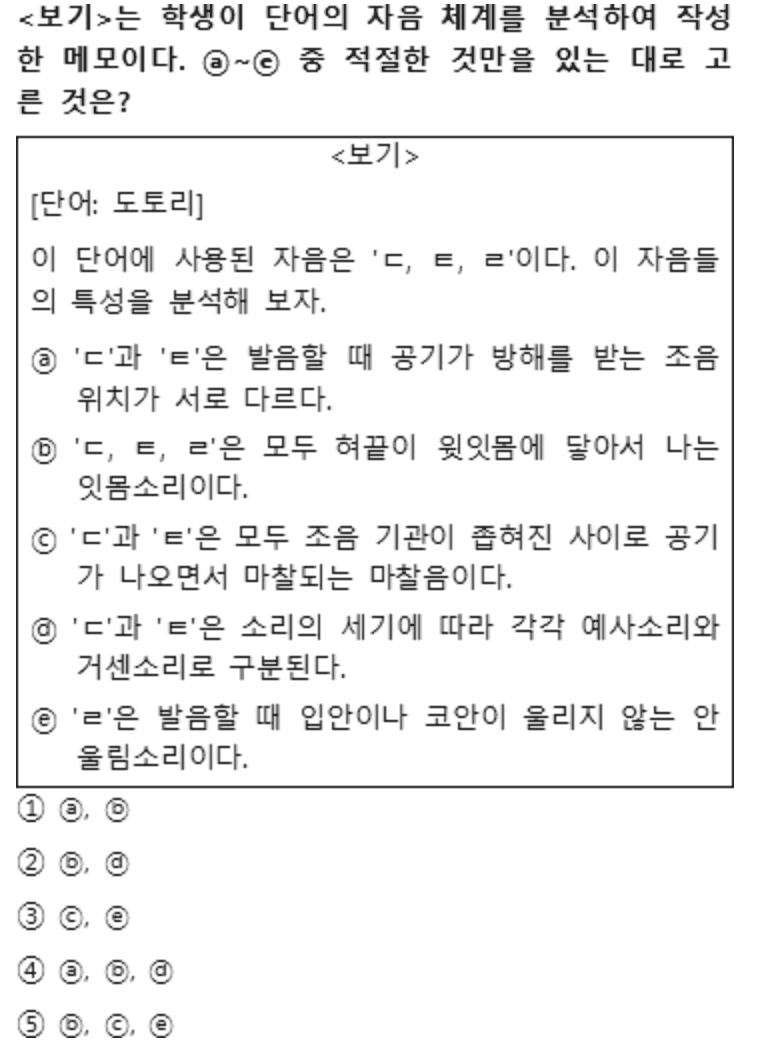 <보기>는 학생이 단어의 자음 체계를 분석하여 작성
한 메모이다. ⓐ~ⓔ 중 적절한 것만을 있는 대로 고
른 것은?
<보기>
[단어: 도토리]
이 단어에 사용된 자음은 'ㄷ, ㅌ, ㄹ'이다. 이 자음들
의 특성을 분석해 보자.
ⓐ 'ㄷ'과 'ㅌ'은 발음할 때 공기가 방해를 받는 조음
위치가 서로 다르다.
ⓑ 'ㄷ, ㅌ, ㄹ'은 모두 혀끝이 윗잇몸에 닿아서 나는
잇몸소리이다.
ⓒ 'ㄷ'과 'ㅌ'은 모두 조음 기관이 좁혀진 사이로 공기
가 나오면서 마찰되는 마찰음이다.
ⓓ 'ㄷ'과 'ㅌ'은 소리의 세기에 따라 각각 예사소리와
거센소리로 구분된다.
ⓔ 'ㄹ'은 발음할 때 입안이나 코안이 울리지 않는 안
울림소리이다.
① ⓐ, ⓑ
② ⓑ, ⓓ
③ ⓒ, ⓔ
④ ⓐ, ⓑ, ⓓ
⑤ ⓑ, ⓒ, ⓔ